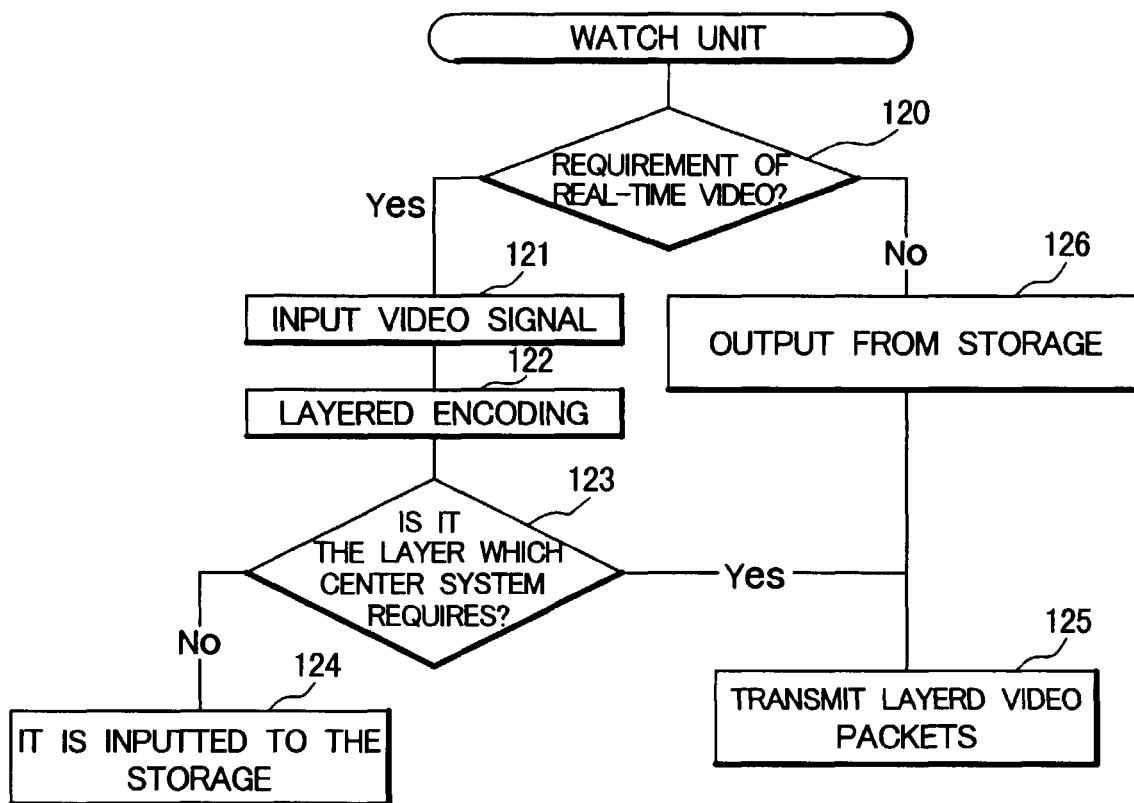 WATCH UNIT
120
REQUIREMENT OF
REAL-TIME VIDEO?
Yes
No
121
126
INPUT VIDEO SIGNAL
OUTPUT FROM STORAGE
122
LAYERED ENCODING
123
IS IT
THE LAYER WHICH
CENTER SYSTEM
REQUIRES?
Yes
No
124
125
IT IS INPUTTED TO THE
STORAGE
TRANSMIT LAYERD VIDEO
PACKETS